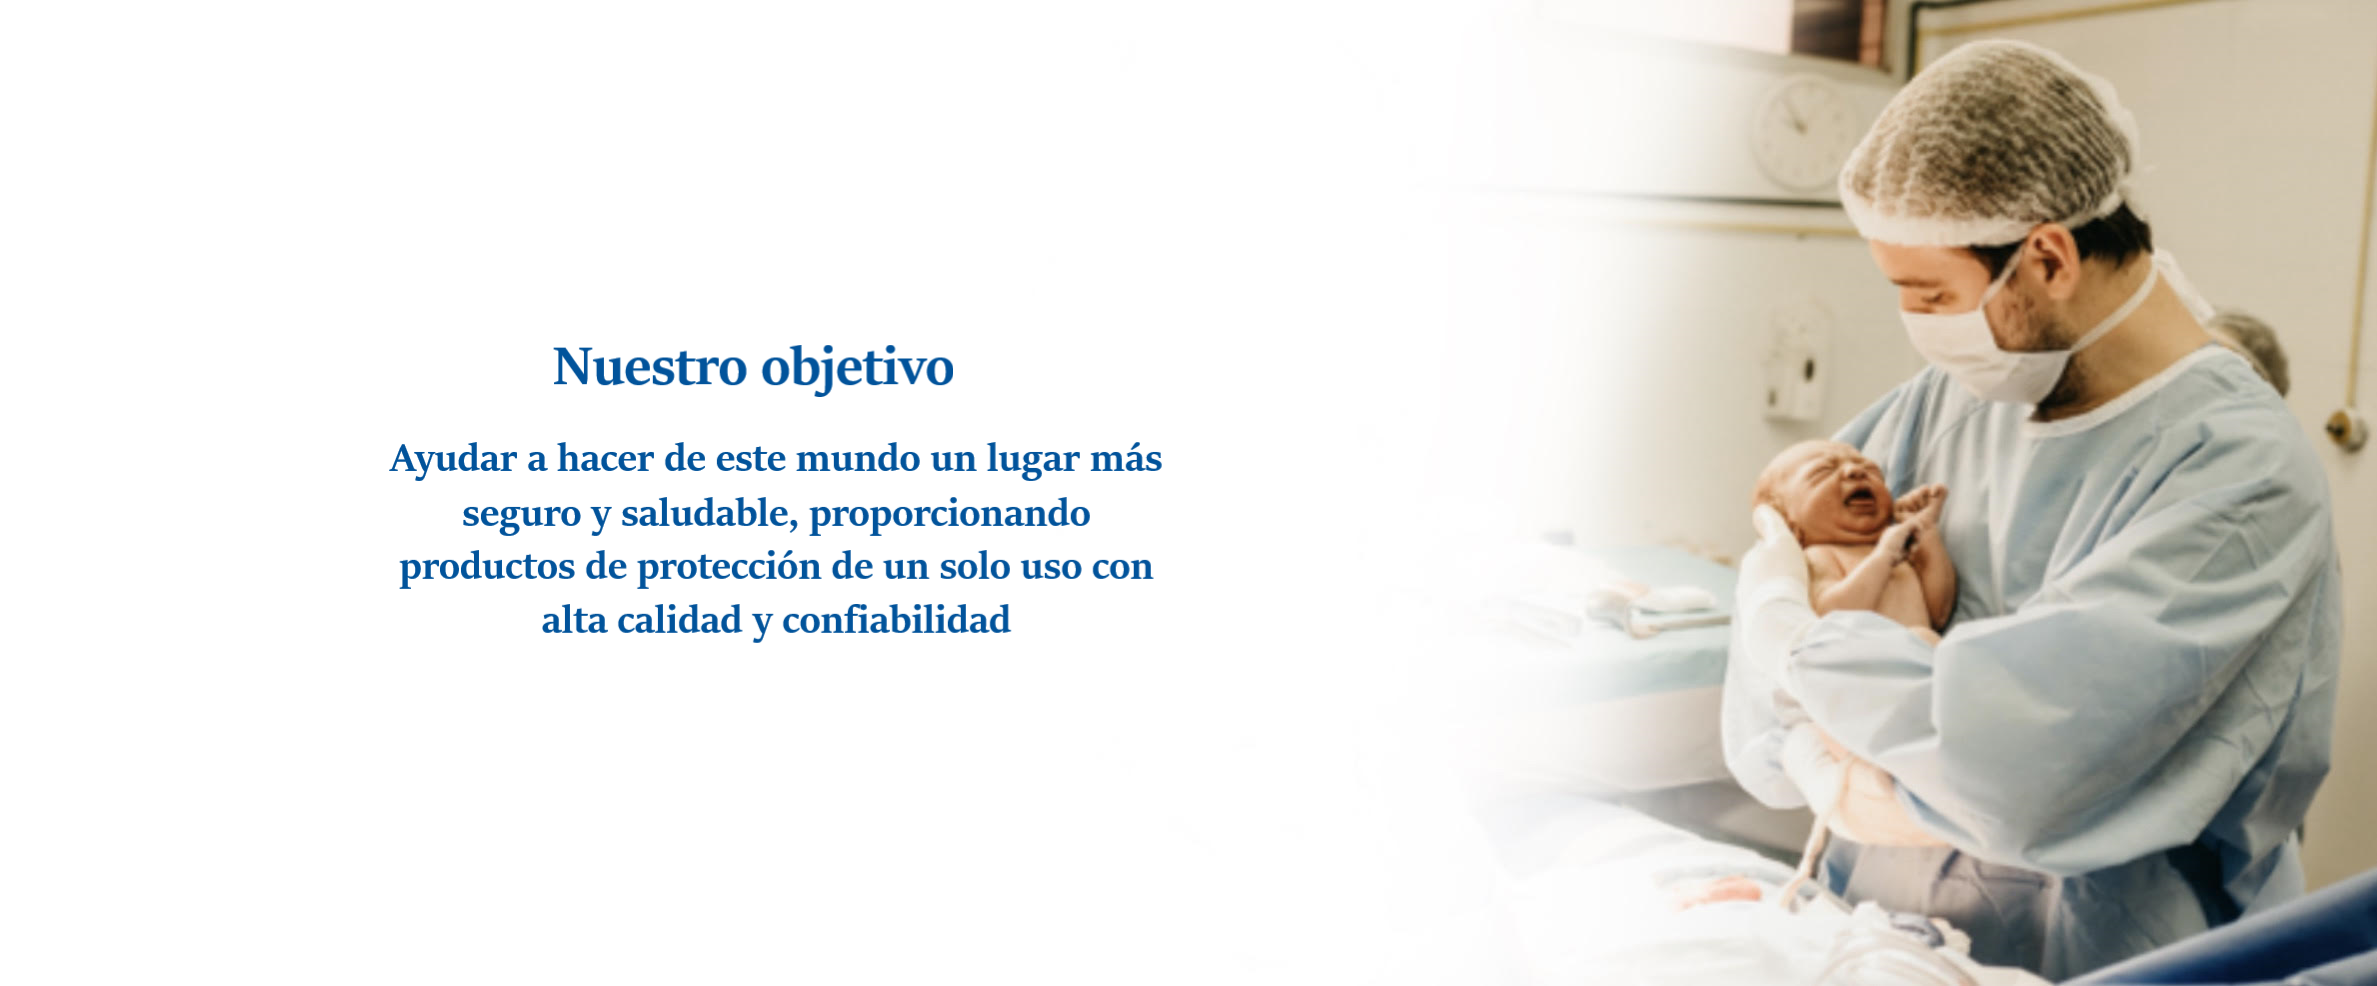 Nuestro objetivo
Ayudar a hacer de este mundo un lugar más
seguro y saludable, proporcionando
productos de protección de un solo uso con
alta calidad y confiabilidad